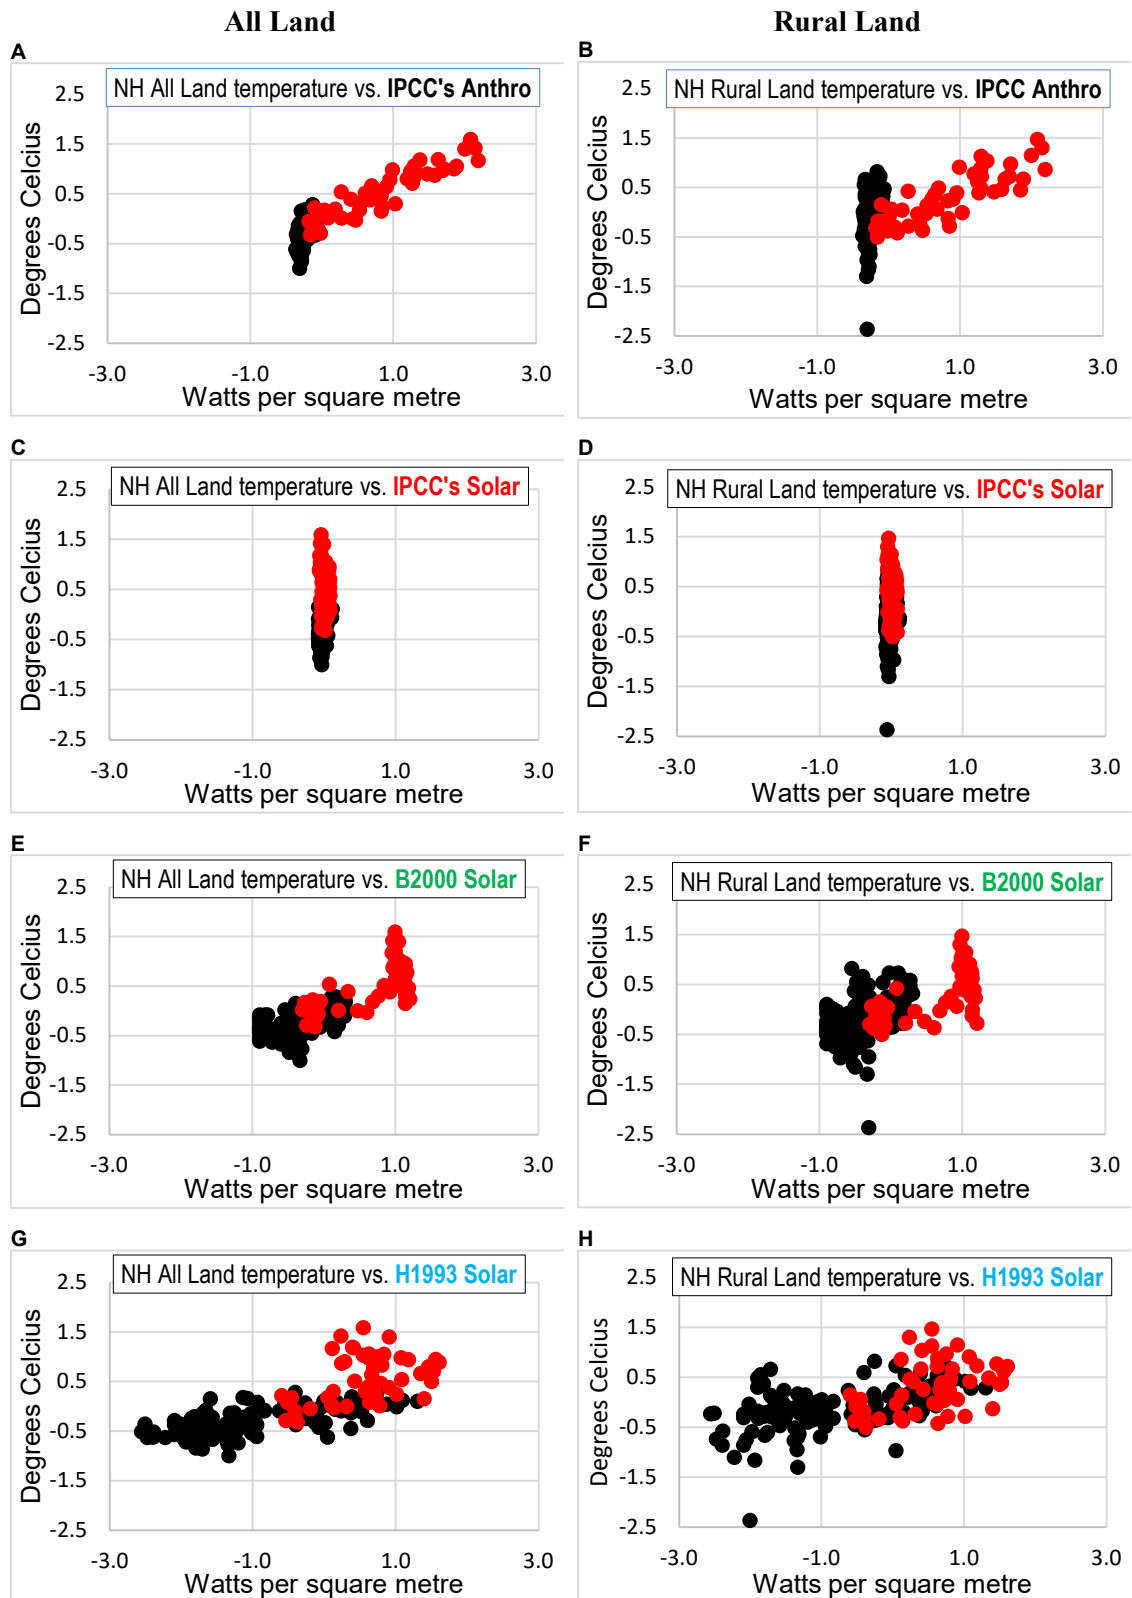 All Land
Rural Land
A
NH All Land temperature vs. IPCC's Anthro
2.5
1.5
0.5
-0.5
-1.5
-2.5
Degrees Celcius
-3.0 -1.0 1.0 3.0
Watts per square metre
B
NH Rural Land temperature vs. IPCC Anthro
2.5
1.5
0.5
-0.5
-1.5
-2.5
Degrees Celcius
-3.0 -1.0 1.0 3.0
Watts per square metre
C
NH All Land temperature vs. IPCC's Solar
2.5
1.5
0.5
-0.5
-1.5
-2.5
Degrees Celcius
-3.0 -1.0 1.0 3.0
Watts per square metre
D
NH Rural Land temperature vs. IPCC's Solar
2.5
1.5
0.5
-0.5
-1.5
-2.5
Degrees Celcius
-3.0 -1.0 1.0 3.0
Watts per square metre
E
NH All Land temperature vs. B2000 Solar
2.5
1.5
0.5
-0.5
-1.5
-2.5
Degrees Celcius
-3.0 -1.0 1.0 3.0
Watts per square metre
F
NH Rural Land temperature vs. B2000 Solar
2.5
1.5
0.5
-0.5
-1.5
-2.5
Degrees Celcius
-3.0 -1.0 1.0 3.0
Watts per square metre
G
NH All Land temperature vs. H1993 Solar
2.5
1.5
0.5
-0.5
-1.5
-2.5
Degrees Celcius
-3.0 -1.0 1.0 3.0
Watts per square metre
H
NH Rural Land temperature vs. H1993 Solar
2.5
1.5
0.5
-0.5
-1.5
-2.5
Degrees Celcius
-3.0 -1.0 1.0 3.0
Watts per square metre